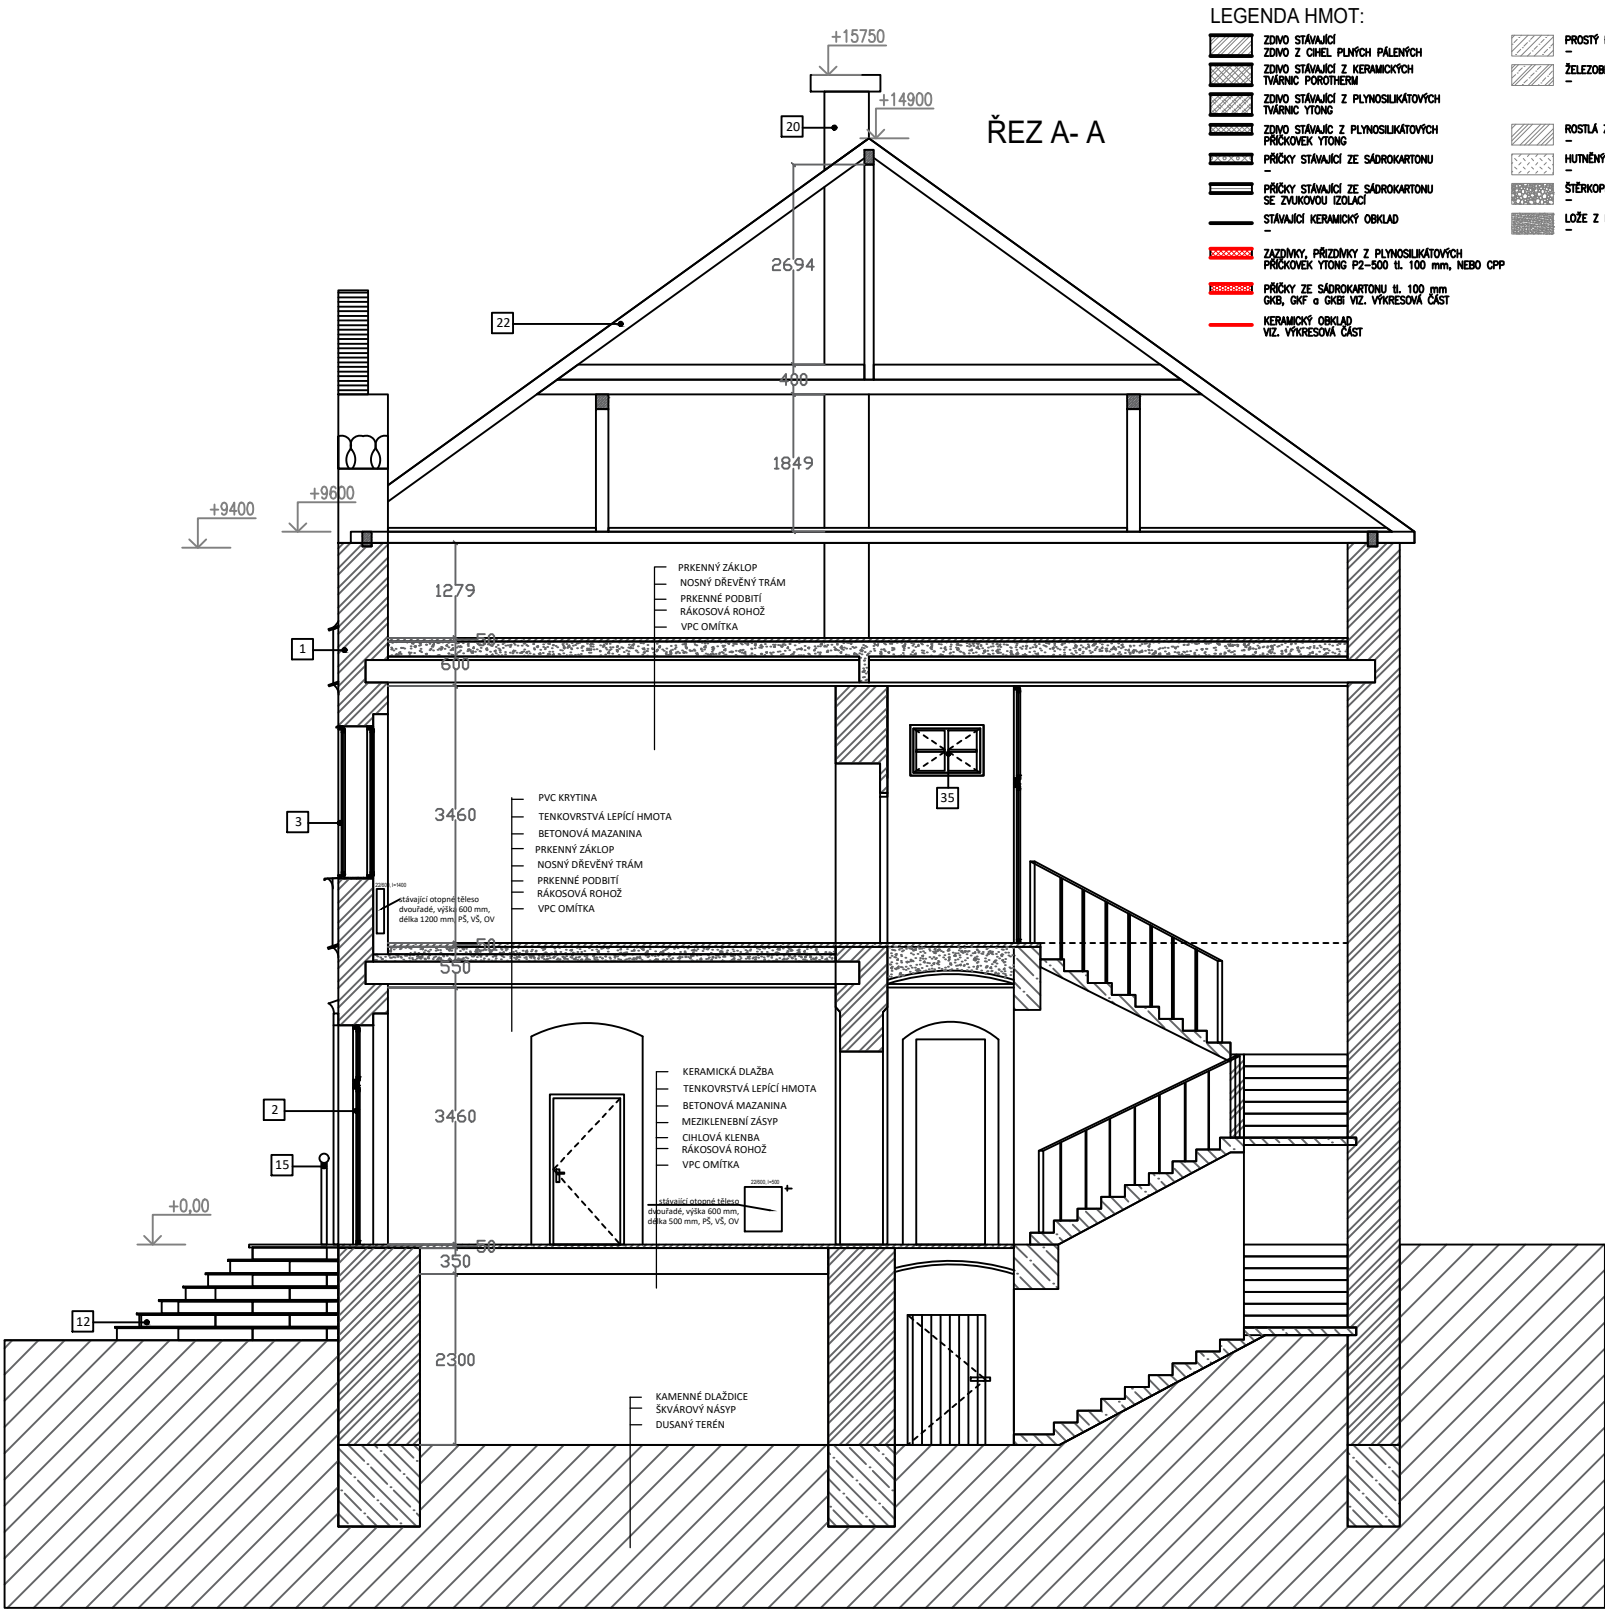 LEGENDA HMOT:
ZDIVO STÁVAJÍCÍ
ZDIVO Z CIHEL PLNÝCH PÁLENÝCH
ZDIVO STÁVAJÍCÍ Z KERAMICKÝCH
TVÁRNIC POROTHERM
ZDIVO STÁVAJÍCÍ Z PLYNOSILIKÁTOVÝCH
TVÁRNIC YTONG
ZDIVO STÁVAJÍC Z PLYNOSILIKÁTOVÝCH
PŘÍČKOVEK YTONG
PŘÍČKY STÁVAJÍCÍ ZE SÁDROKARTONU
–
PŘÍČKY STÁVAJÍCÍ ZE SÁDROKARTONU
SE ZVUKOVOU IZOLACÍ
STÁVAJÍCÍ KERAMICKÝ OBKLAD
–
ZAZDÍVKY, PŘIZDÍVKY Z PLYNOSILIKÁTOVÝCH
PŘÍČKOVEK YTONG P2-500 tl. 100 mm, NEBO CPP
PŘÍČKY ZE SÁDROKARTONU tl. 100 mm
GKB, GKF a GKBi VIZ. VÝKRESOVÁ ČÁST
KERAMICKÝ OBKLAD
VIZ. VÝKRESOVÁ ČÁST
PROSTÝ
–
–
ROSTLÁ
–
–
–
LOŽE Z
–
ŘEZ A- A
+15750
+14900
20
22
2694
400
1849
+9600
+9400
1279
50
600
1
PRKENNÝ ZÁKLOP
NOSNÝ DŘEVĚNÝ TRÁM
PRKENNÉ PODBITÍ
RÁKOSOVÁ ROHOŽ
VPC OMÍTKA
35
3
3460
PVC KRYTINA
TENKOVRSTVÁ LEPÍCÍ HMOTA
BETONOVÁ MAZANINA
PRKENNÝ ZÁKLOP
NOSNÝ DŘEVĚNÝ TRÁM
PRKENNÉ PODBITÍ
RÁKOSOVÁ ROHOŽ
VPC OMÍTKA
stávající otopné těleso
dvouřadé, výška 600 mm,
délka 1200 mm, PŠ, VŠ, OV
50
550
2
3460
KERAMICKÁ DLAŽBA
TENKOVRSTVÁ LEPÍCÍ HMOTA
BETONOVÁ MAZANINA
MEZIKLENEBNÍ ZÁSYP
CIHLOVÁ KLENBA
RÁKOSOVÁ ROHOŽ
VPC OMÍTKA
15
stávající otopné těleso
dvouřadé, výška 600 mm,
délka 500 mm, PŠ, VŠ, OV
+0,00
50
350
12
2300
KAMENNÉ DLAŽDICE
ŠKVÁROVÝ NÁSYP
DUSANÝ TERÉN